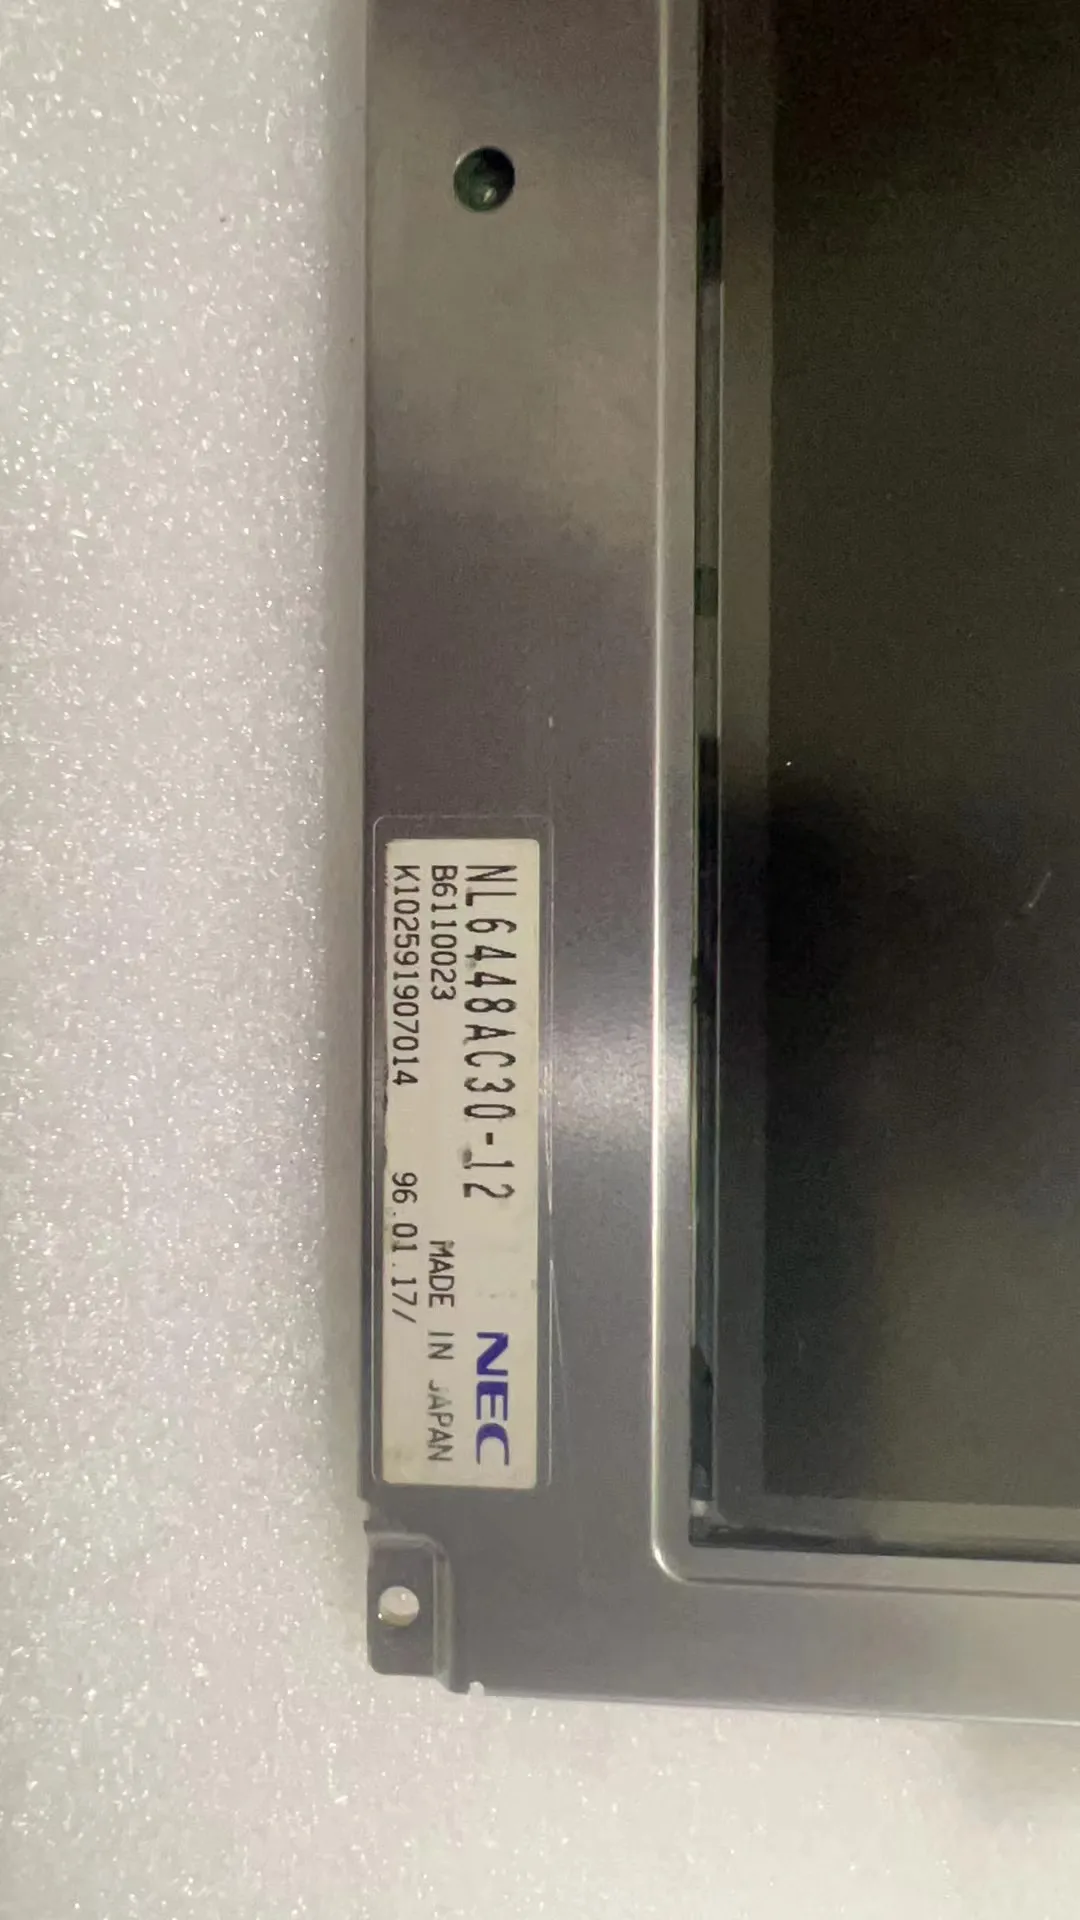 NL6448AC30-12 NEC
B6110023 MADE IN JAPAN
K102591907014 96.01.17/